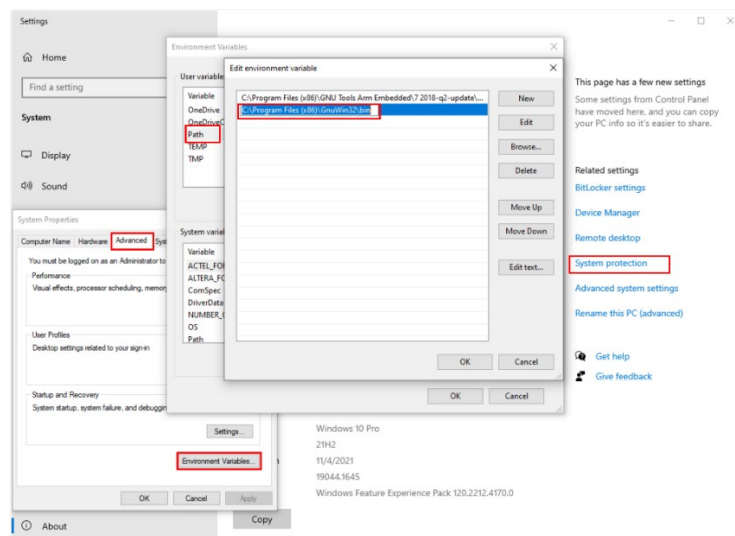 Settings
Home
Find a setting
System
Display
Sound
About
Environment Variables
User variable
Variable
OneDrive
OneDriveC
Path
TEMP
TMP
System varial
Variable
ACTEL_FOR
ALTERA_FO
ComSpec
DriverData
NUMBER_O
OS
Path
OK
Cancel
Edit environment variable
C:\Program Files (x86)\GNU Tools Arm Embedded\7 2018-q2-update\...
C:\Program Files (x86)\GnuWin32\bin
New
Edit
Browse...
Delete
Move Up
Move Down
Edit text...
OK
Cancel
System Properties
Computer Name Hardware Advanced Sys
You must be logged on as an Administrator to
Performance
Visual effects, processor scheduling, memory
User Profiles
Desktop settings related to your sign-in
Startup and Recovery
System startup, system failure, and debuggin
Settings...
Environment Variables...
OK
Cancel
Apply
Windows 10 Pro
21H2
11/4/2021
19044.1645
Windows Feature Experience Pack 120.2212.4170.0
Copy
This page has a few new settings
Some settings from Control Panel
have moved here, and you can copy
your PC info so it's easier to share.
Related settings
BitLocker settings
Device Manager
Remote desktop
System protection
Advanced system settings
Rename this PC (advanced)
Get help
Give feedback